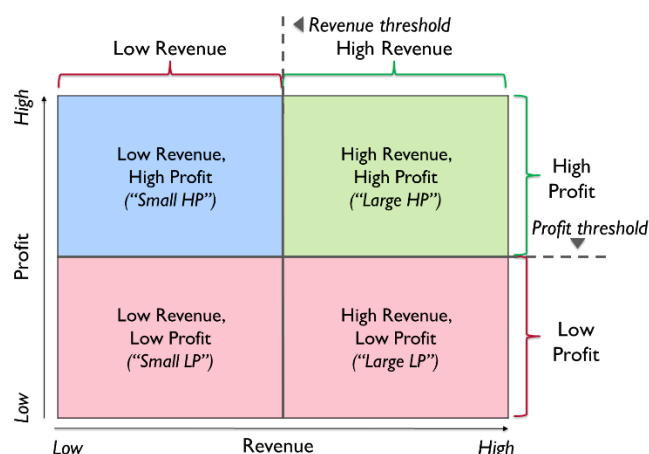 Revenue threshold
Low Revenue
High Revenue
High
Low Revenue,
High Profit
(“Small HP”)
High Revenue,
High Profit
(“Large HP”)
High
Profit
Profit threshold
Profit
Low Revenue,
Low Profit
(“Small LP”)
High Revenue,
Low Profit
(“Large LP”)
Low
Profit
Low
Low
Revenue
High